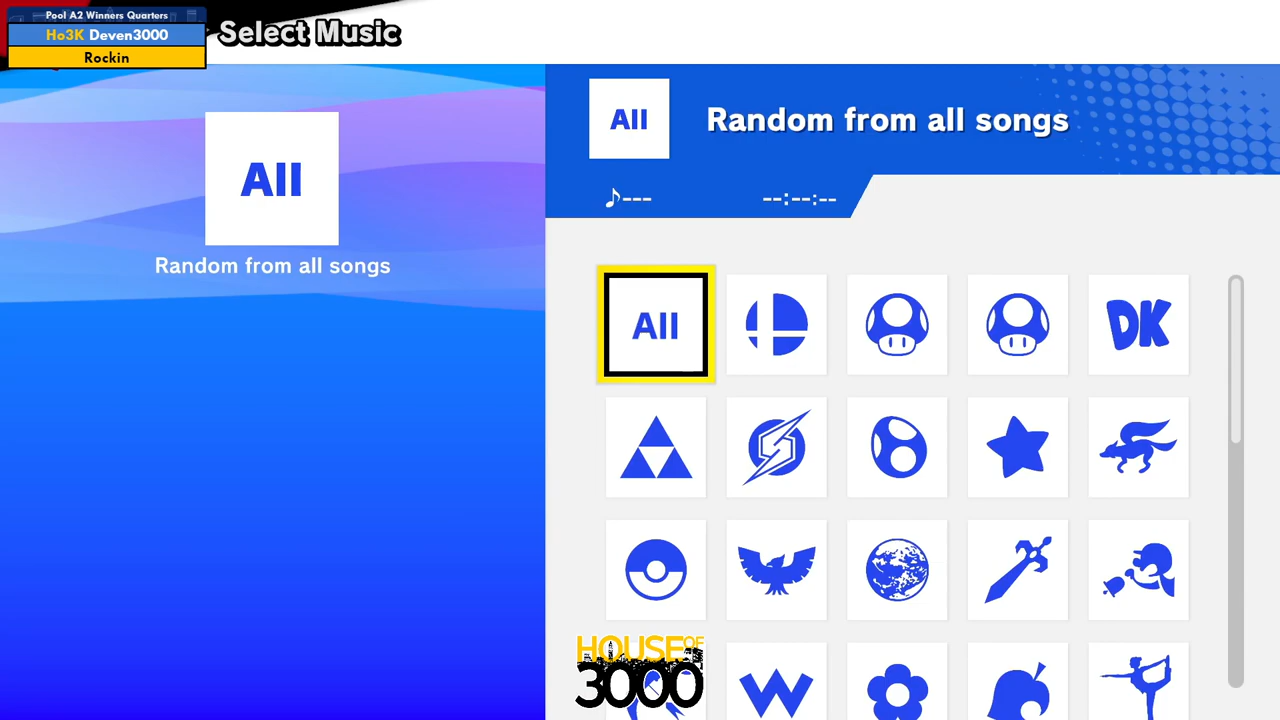 Pool A2 Winners Quarters
Ho3K Deven3000
Rockin
Select Music
All
Random from all songs
All
Random from all songs
♪---
--:--:--
All
DK
W
HOUSE OF
3000